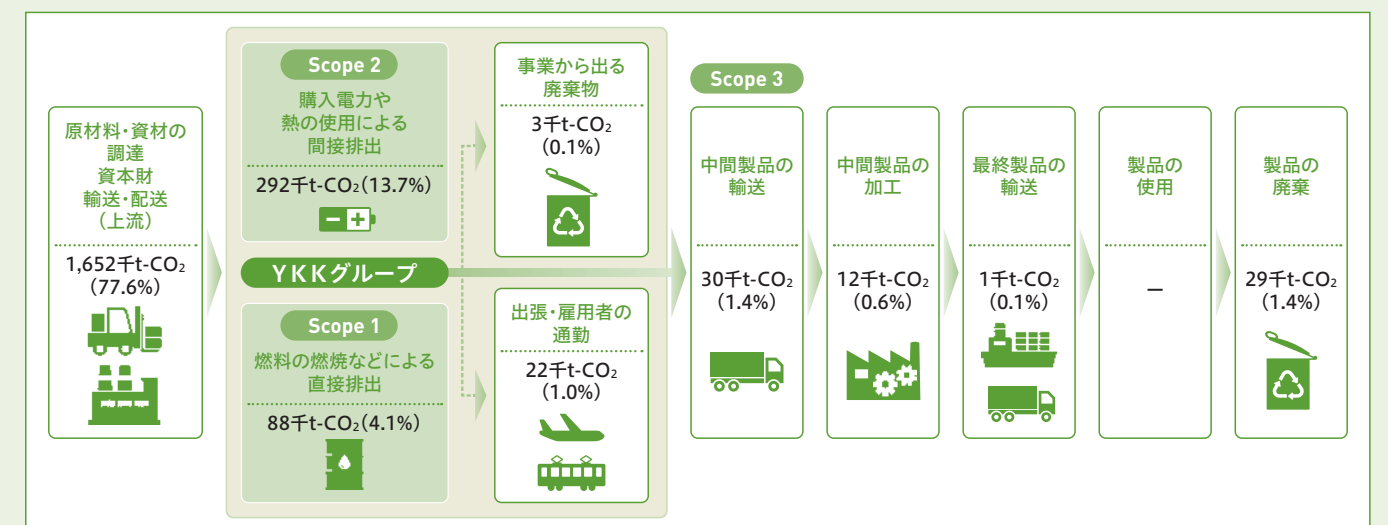 原材料・資材の
調達
資本財
輸送・配送
（上流）
1,652千t-CO₂
(77.6%)
Scope 2
購入電力や
熱の使用による
間接排出
292千t-CO₂(13.7%)
YKKグループ
Scope 1
燃料の燃焼などによる
直接排出
88千t-CO₂(4.1%)
事業から出る
廃棄物
3千t-CO₂
(0.1%)
出張・雇用者の
通勤
22千t-CO₂
(1.0%)
Scope 3
中間製品の
輸送
30千t-CO₂
(1.4%)
中間製品の
加工
12千t-CO₂
(0.6%)
最終製品の
輸送
1千t-CO₂
(0.1%)
製品の
使用
–
製品の
廃棄
29千t-CO₂
(1.4%)